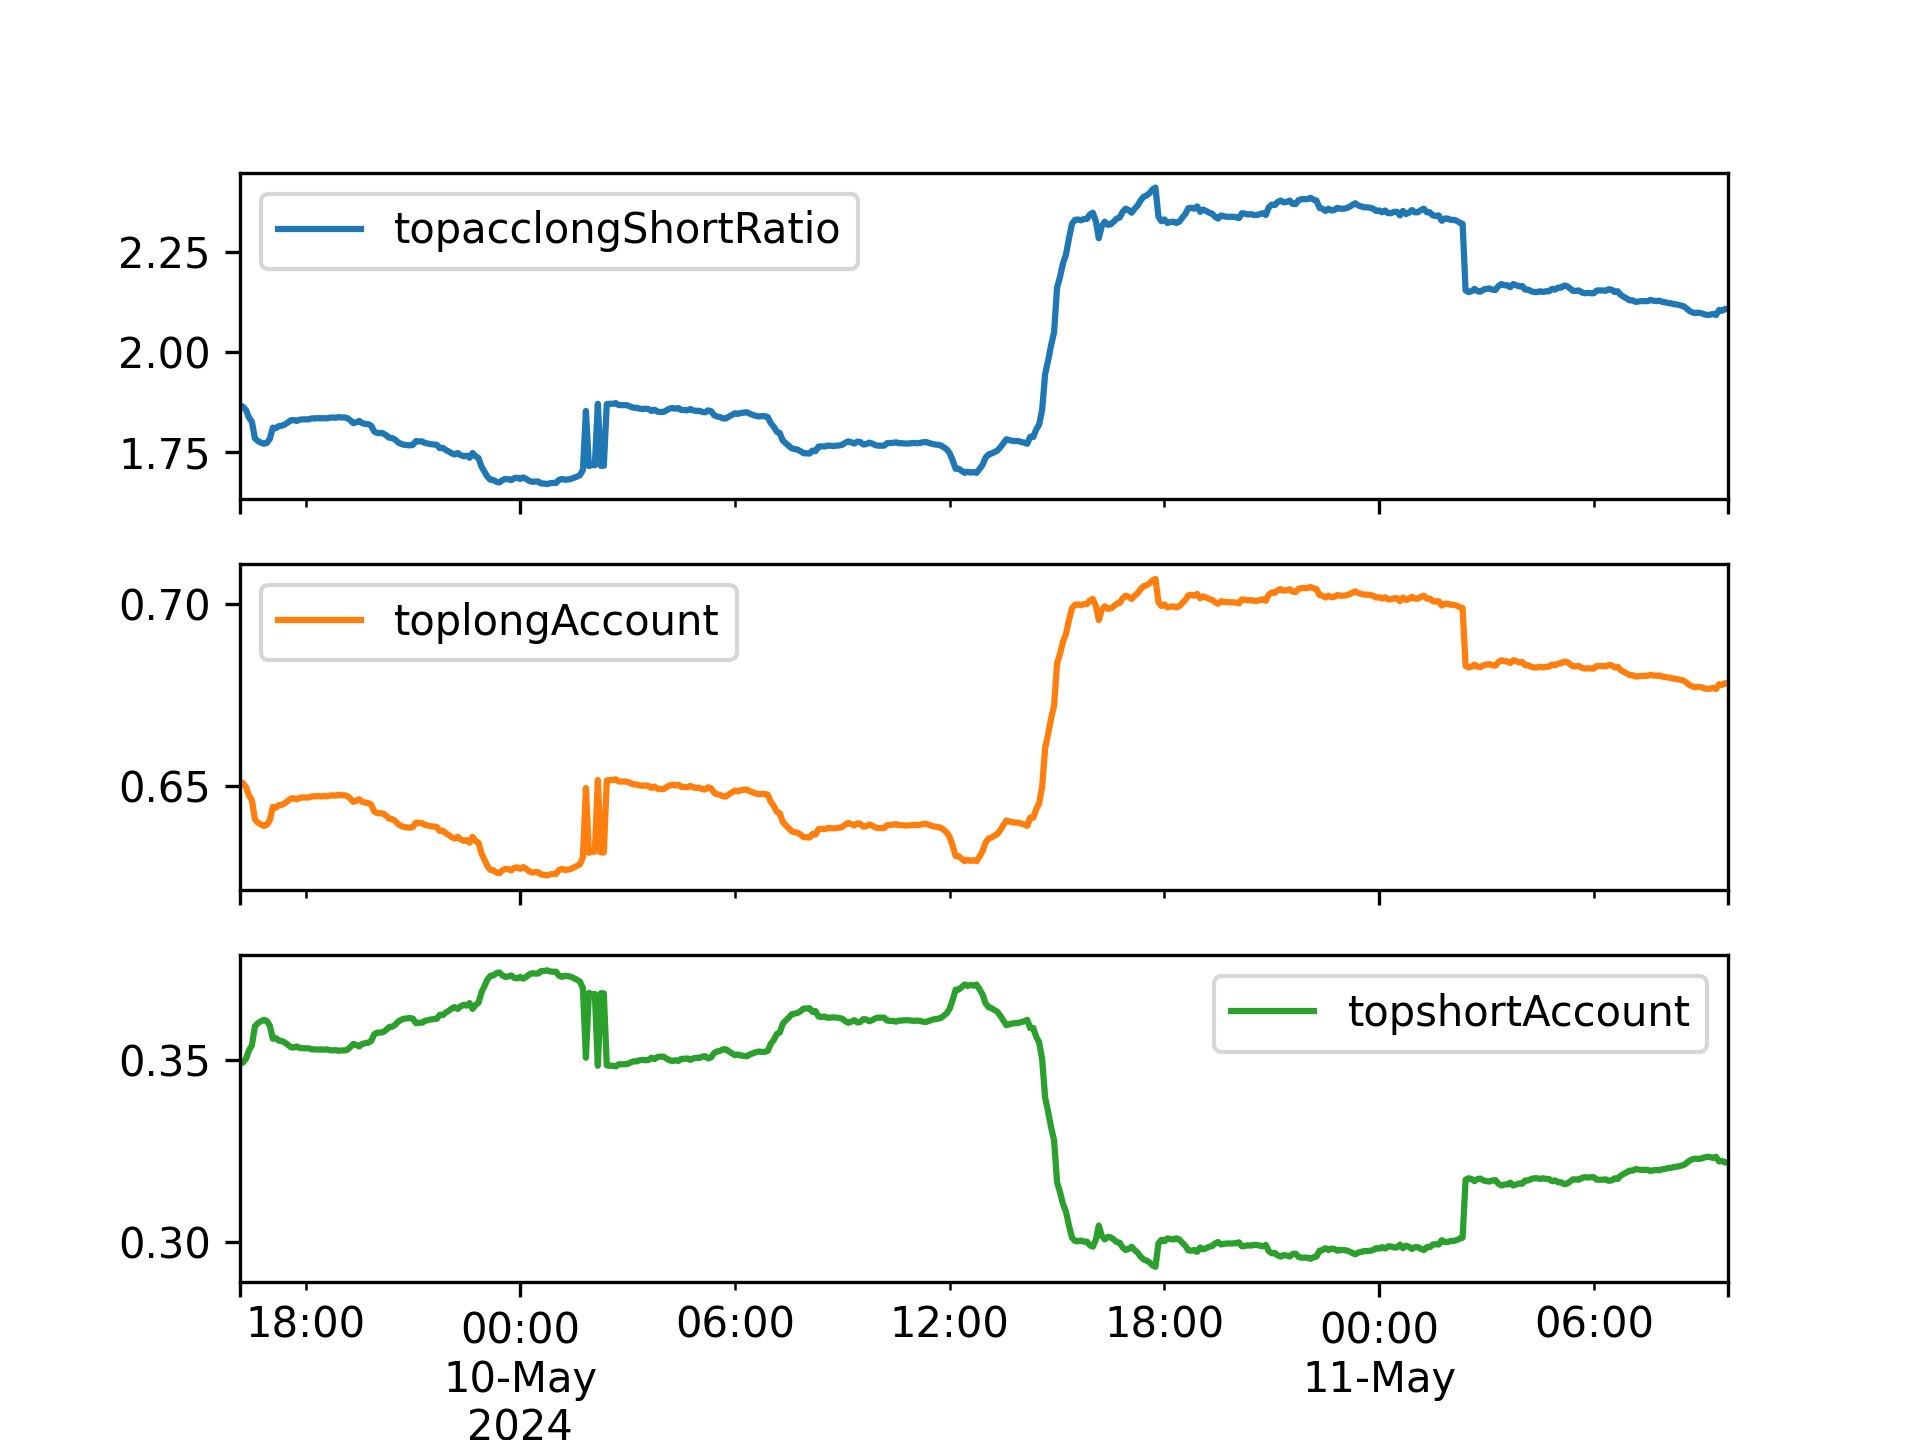 topacclongShortRatio
2.25
2.00
1.75
toplongAccount
0.70
0.65
topshortAccount
0.35
0.30
18:00 00:00 06:00 12:00 18:00 00:00 06:00
10-May 11-May
2024